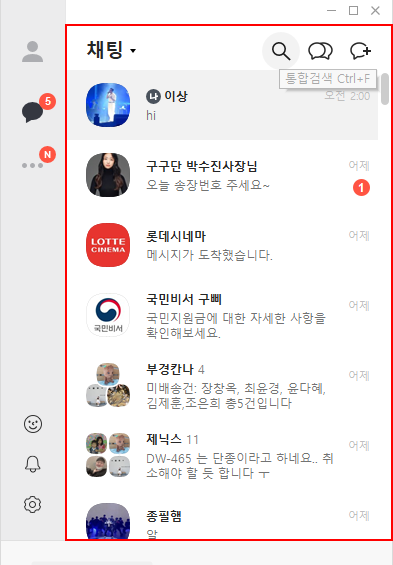 채팅
5
통합검색 Ctrl+F
나 이상
오전 2:00
hi
N
구구단 박수진사장님
어제
오늘 송장번호 주세요~
1
LOTTE
CINEMA
롯데시네마
어제
메시지가 도착했습니다.
국민비서
국민비서 구삐
어제
국민지원금에 대한 자세한 사항을
확인해보세요.
부경칸나 4
어제
미배송건: 장창옥, 최윤경, 윤다혜,
김제훈,조은희 총5건입니다
제닉스 11
어제
DW-465 는 단종이라고 하네요.. 취
소해야 할 듯 합니다 ㅜ
종필햄
어제